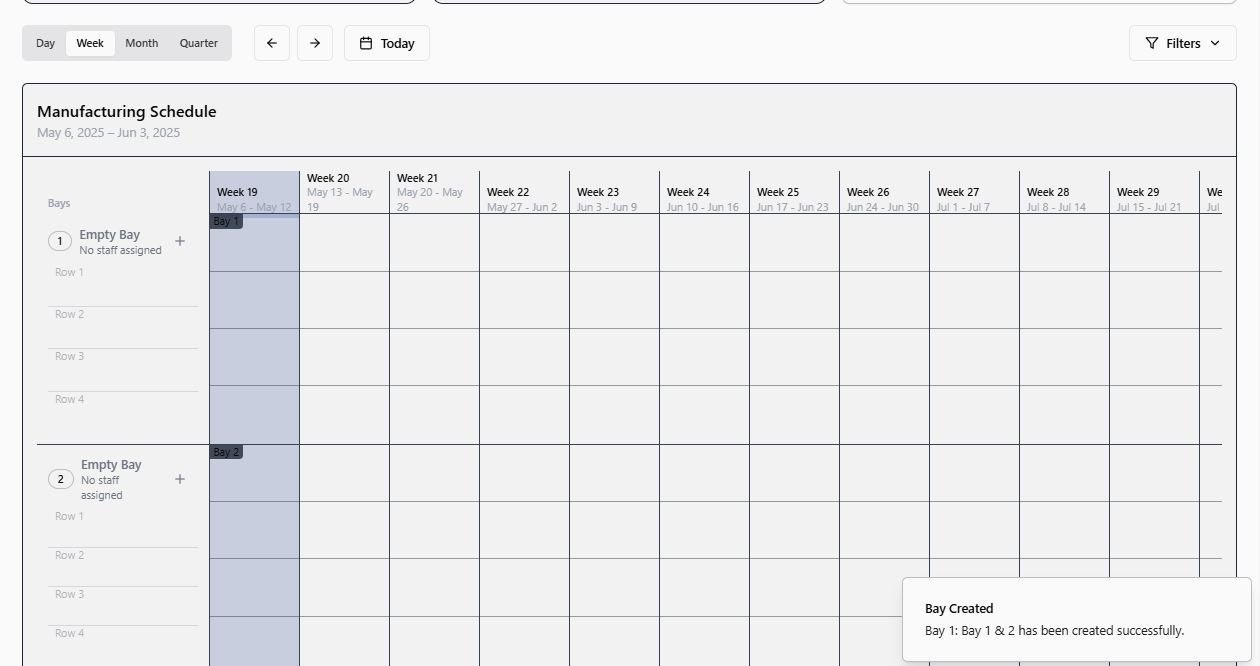 Day Week Month Quarter
Today
Filters
Manufacturing Schedule
May 6, 2025 – Jun 3, 2025
Bays
Week 19
May 6 - May 12
Week 20
May 13 - May
19
Week 21
May 20 - May
26
Week 22
May 27 - Jun 2
Week 23
Jun 3 - Jun 9
Week 24
Jun 10 - Jun 16
Week 25
Jun 17 - Jun 23
Week 26
Jun 24 - Jun 30
Week 27
Jul 1 - Jul 7
Week 28
Jul 8 - Jul 14
Week 29
Jul 15 - Jul 21
We
Jul
Bay 1
1
Empty Bay
No staff assigned
Row 1
Row 2
Row 3
Row 4
Bay 2
2
Empty Bay
No staff
assigned
Row 1
Row 2
Row 3
Row 4
Bay Created
Bay 1: Bay 1 & 2 has been created successfully.